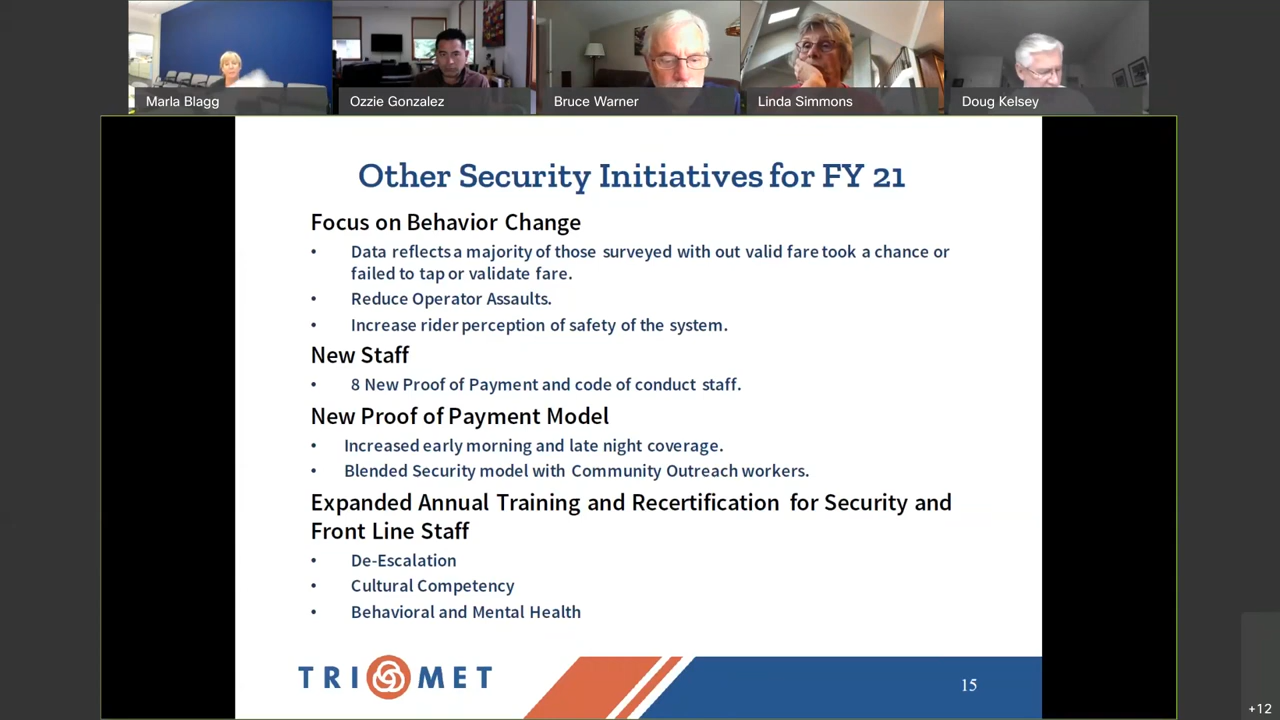 Marla Blagg
Ozzie Gonzalez
Bruce Warner
Linda Simmons
Doug Kelsey
Other Security Initiatives for FY 21
Focus on Behavior Change
• Data reflects a majority of those surveyed with out valid fare took a chance or
failed to tap or validate fare.
• Reduce Operator Assaults.
• Increase rider perception of safety of the system.
New Staff
• 8 New Proof of Payment and code of conduct staff.
New Proof of Payment Model
• Increased early morning and late night coverage.
• Blended Security model with Community Outreach workers.
Expanded Annual Training and Recertification for Security and
Front Line Staff
• De-Escalation
• Cultural Competency
• Behavioral and Mental Health
TRI MET
15
+12